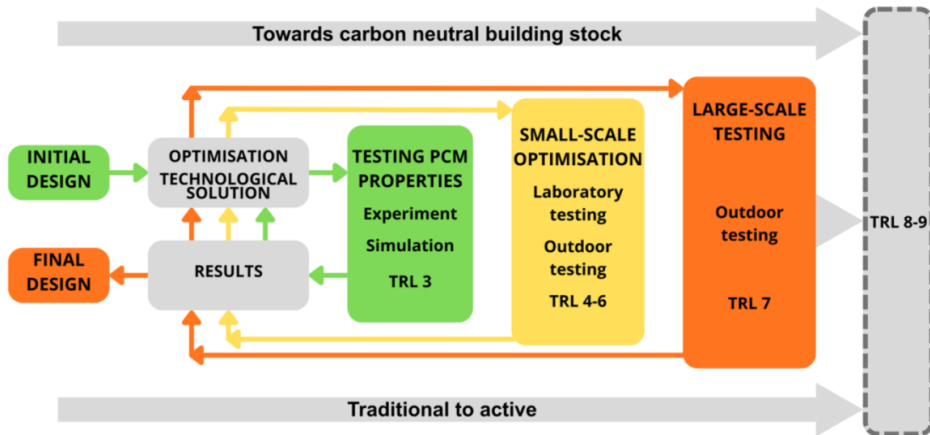 Towards carbon neutral building stock
INITIAL
DESIGN
OPTIMISATION
TECHNOLOGICAL
SOLUTION
TESTING PCM
PROPERTIES
Experiment
Simulation
TRL 3
SMALL-SCALE
OPTIMISATION
Laboratory
testing
Outdoor
testing
TRL 4-6
LARGE-SCALE
TESTING
Outdoor
testing
TRL 7
TRL 8-9
FINAL
DESIGN
RESULTS
Traditional to active